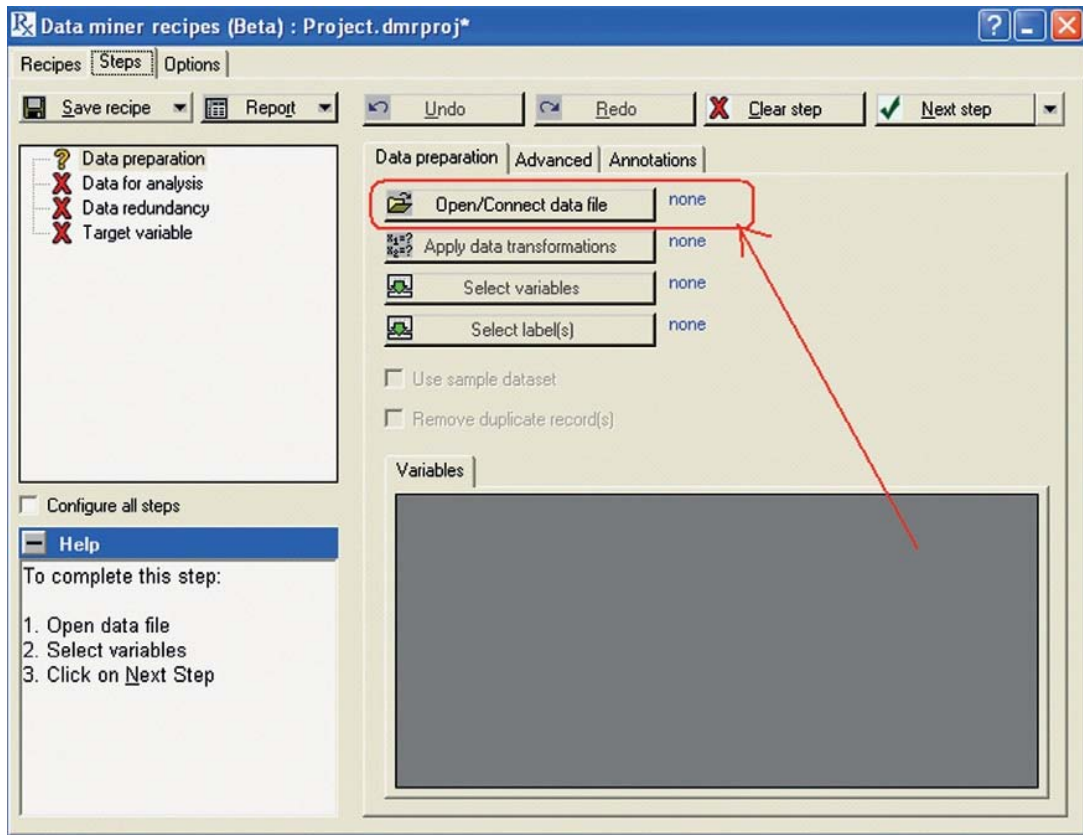 Data miner recipes (Beta) : Project.dmrproj*
Recipes Steps Options
Save recipe Report Undo Redo Clear step Next step
Data preparation
Data for analysis
Data redundancy
Target variable
Configure all steps
Help
To complete this step:
1. Open data file
2. Select variables
3. Click on Next Step
Data preparation Advanced Annotations
Open/Connect data file none
Apply data transformations none
Select variables none
Select label(s) none
Use sample dataset
Remove duplicate record(s)
Variables